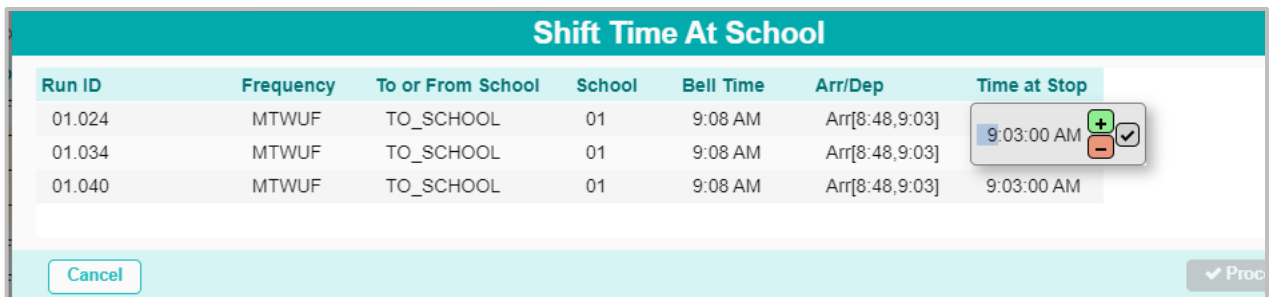 Shift Time At School
Run ID Frequency To or From School School Bell Time Arr/Dep Time at Stop
01.024 MTWUF TO_SCHOOL 01 9:08 AM Arr[8:48,9:03]
9:03:00 AM + -
01.034 MTWUF TO_SCHOOL 01 9:08 AM Arr[8:48,9:03]
01.040 MTWUF TO_SCHOOL 01 9:08 AM Arr[8:48,9:03] 9:03:00 AM
Cancel Proc